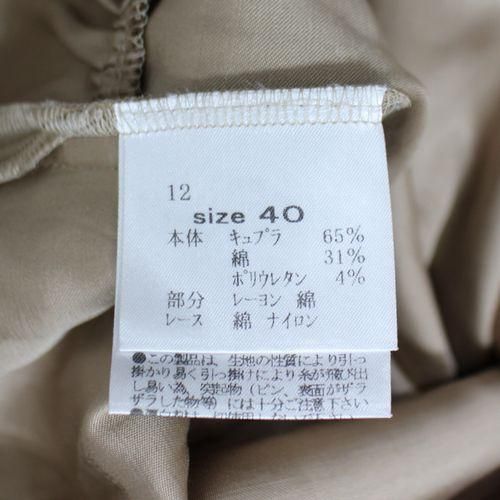 12
size 40
本体 キュプラ 65%
綿 31%
ポリウレタン 4%
部分 レーヨン 綿
レース 綿 ナイロン
●この製品は、生地の性質により引っ
掛かり易く引っ掛けにより糸が飛び出
し易い為、突起物(ピン、表面がザラ
ザラした物等)には十分ご注意下さい